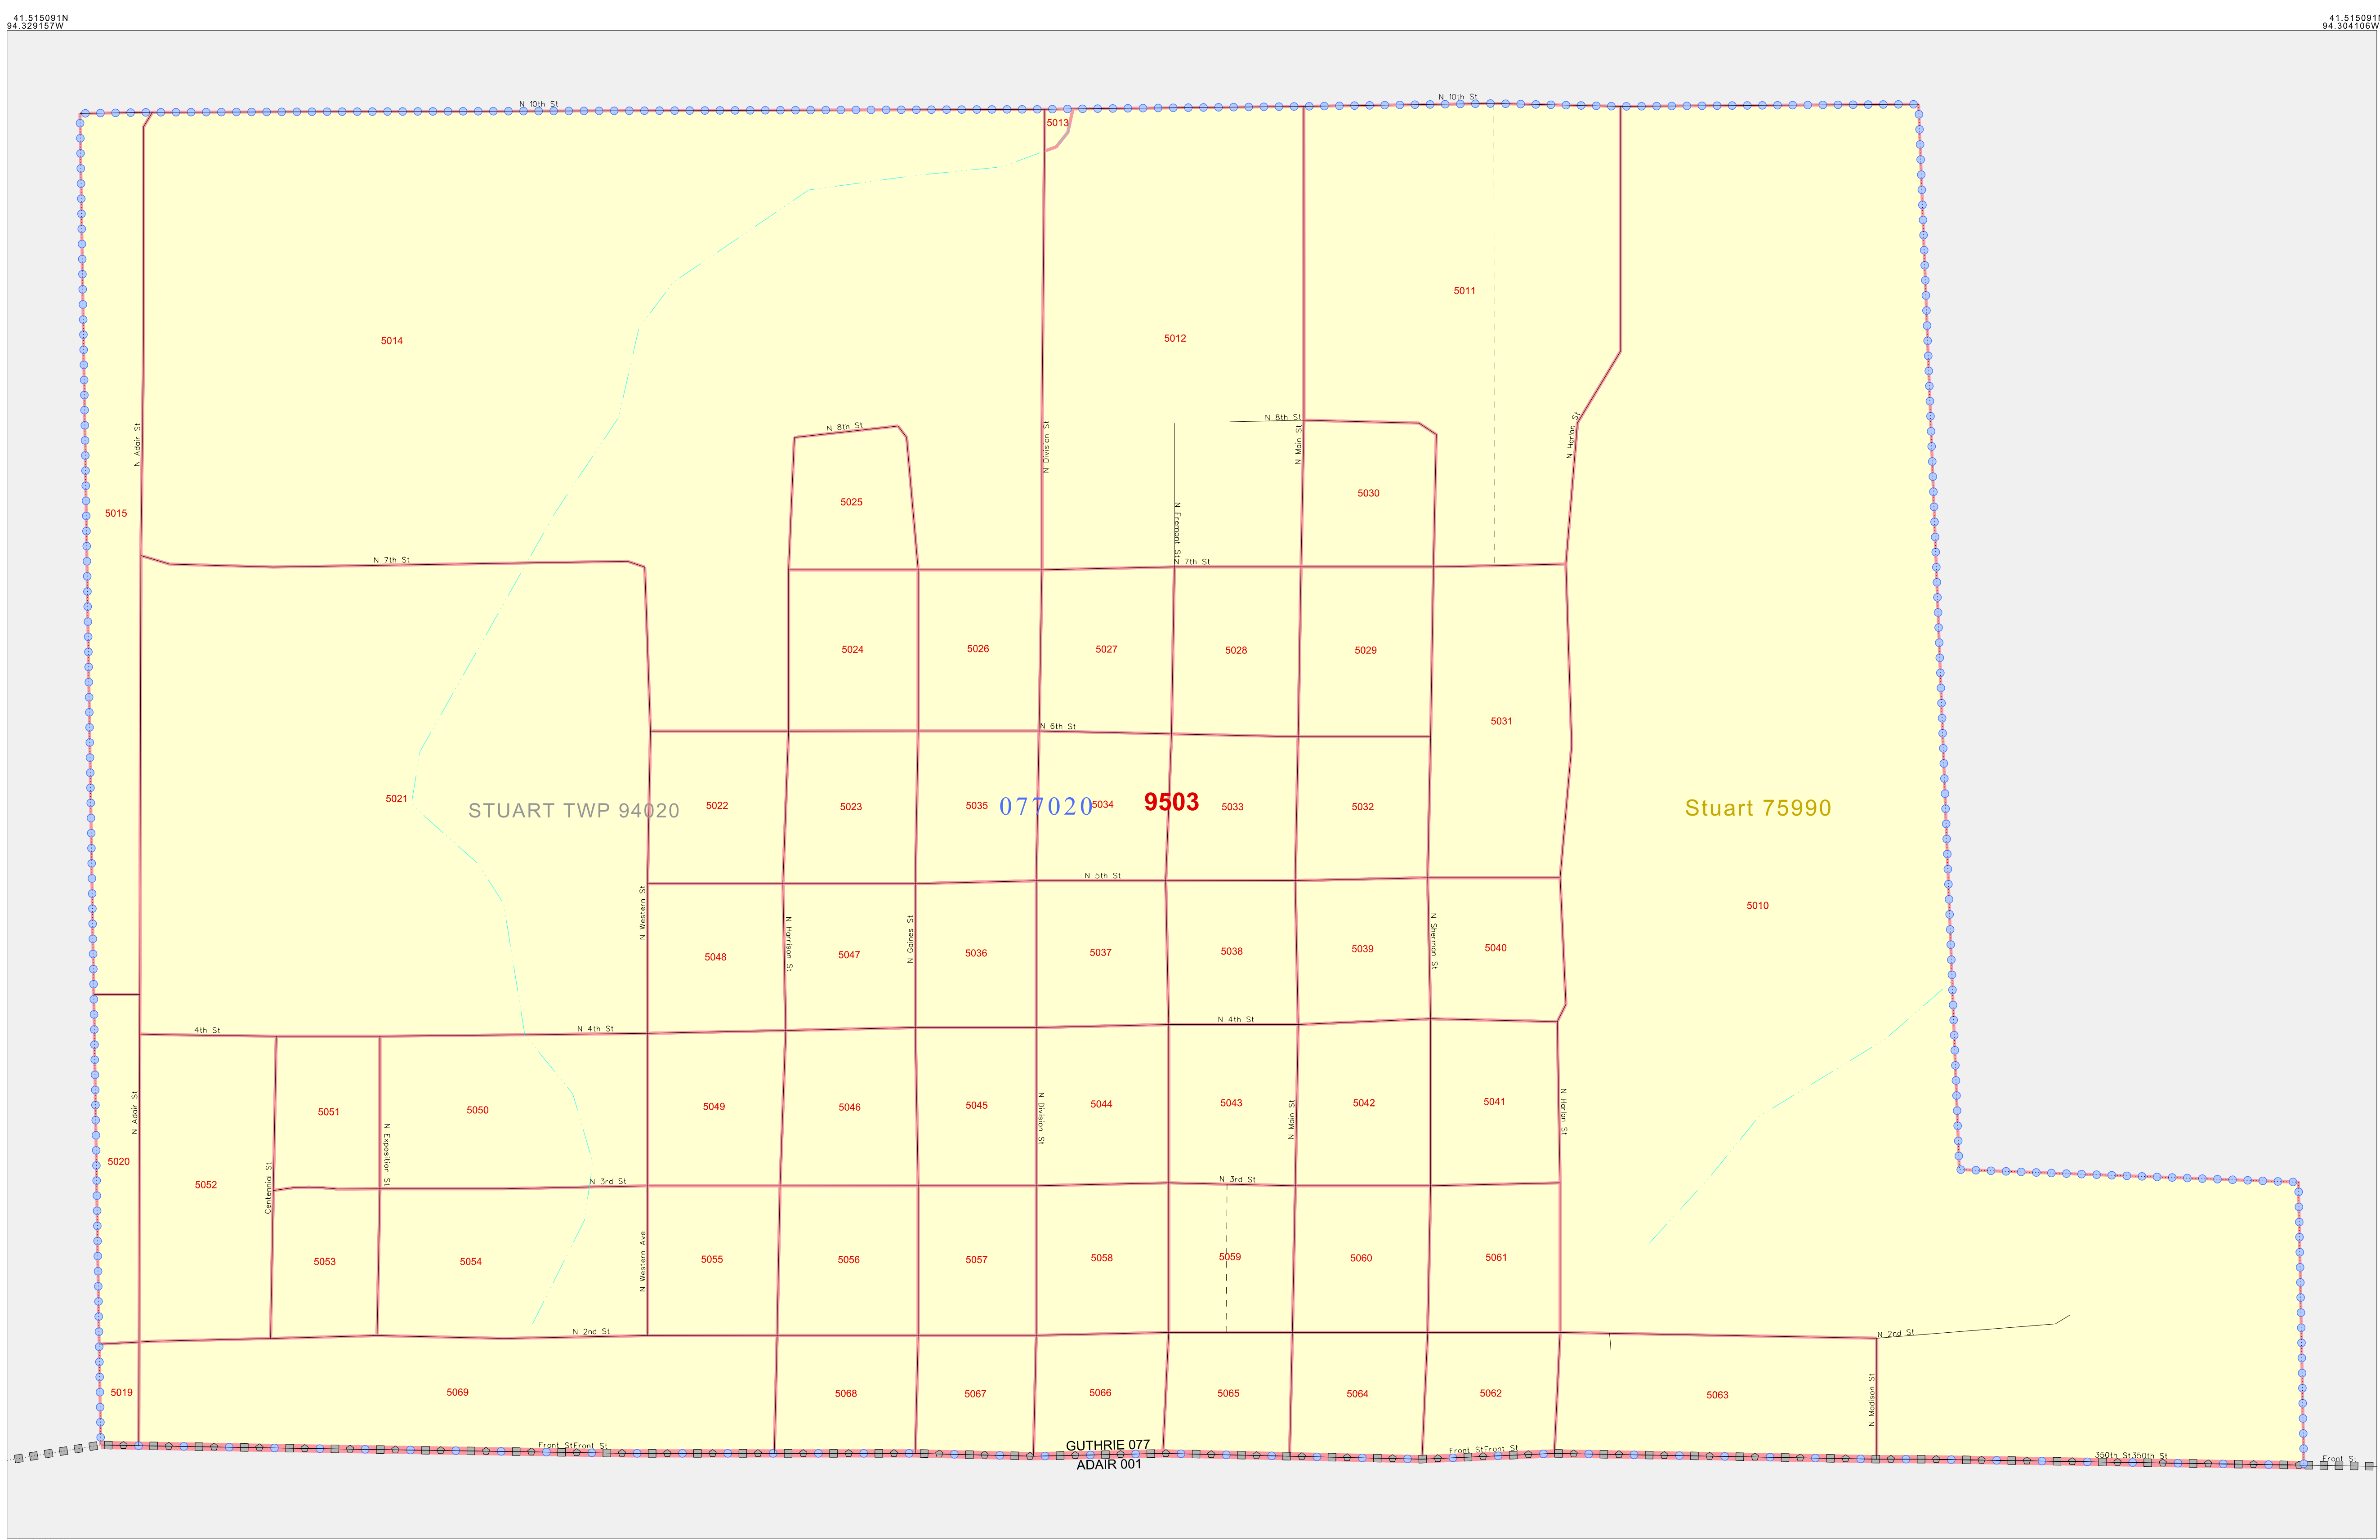 41.515091N
94.329157W
41.515091N
94.304106W
N 10th St
N 10th St
5013
5011
5012
5014
N Adair St
N 8th St
N Division St
N 8th St
N Main St
N Harlan St
5015
5025
5030
N Fremont St
N 7th St
N 7th St
5024
5026
5027
5028
5029
5031
N 6th St
5021
STUART TWP 94020
5022
5023
5035
077020
5034
9503
5033
5032
Stuart 75990
N 5th St
5010
N Western St
N Harrison St
N Gaines St
N Sherman St
5048
5047
5036
5037
5038
5039
5040
4th St
N 4th St
N 4th St
N Adair St
5051
5050
5049
5046
5045
5044
5043
5042
5041
N Exposition St
N Division St
N Main St
N Harlan St
5020
5052
Centennial St
N 3rd St
N 3rd St
5053
5054
N Western Ave
5055
5056
5057
5058
5059
5060
5061
N 2nd St
N 2nd St
5019
5069
5068
5067
5066
5065
5064
5062
5063
N Madison St
Front St
Front St
GUTHRIE 077
ADAIR 001
Front St
Front St
350th St
350th St
Front St